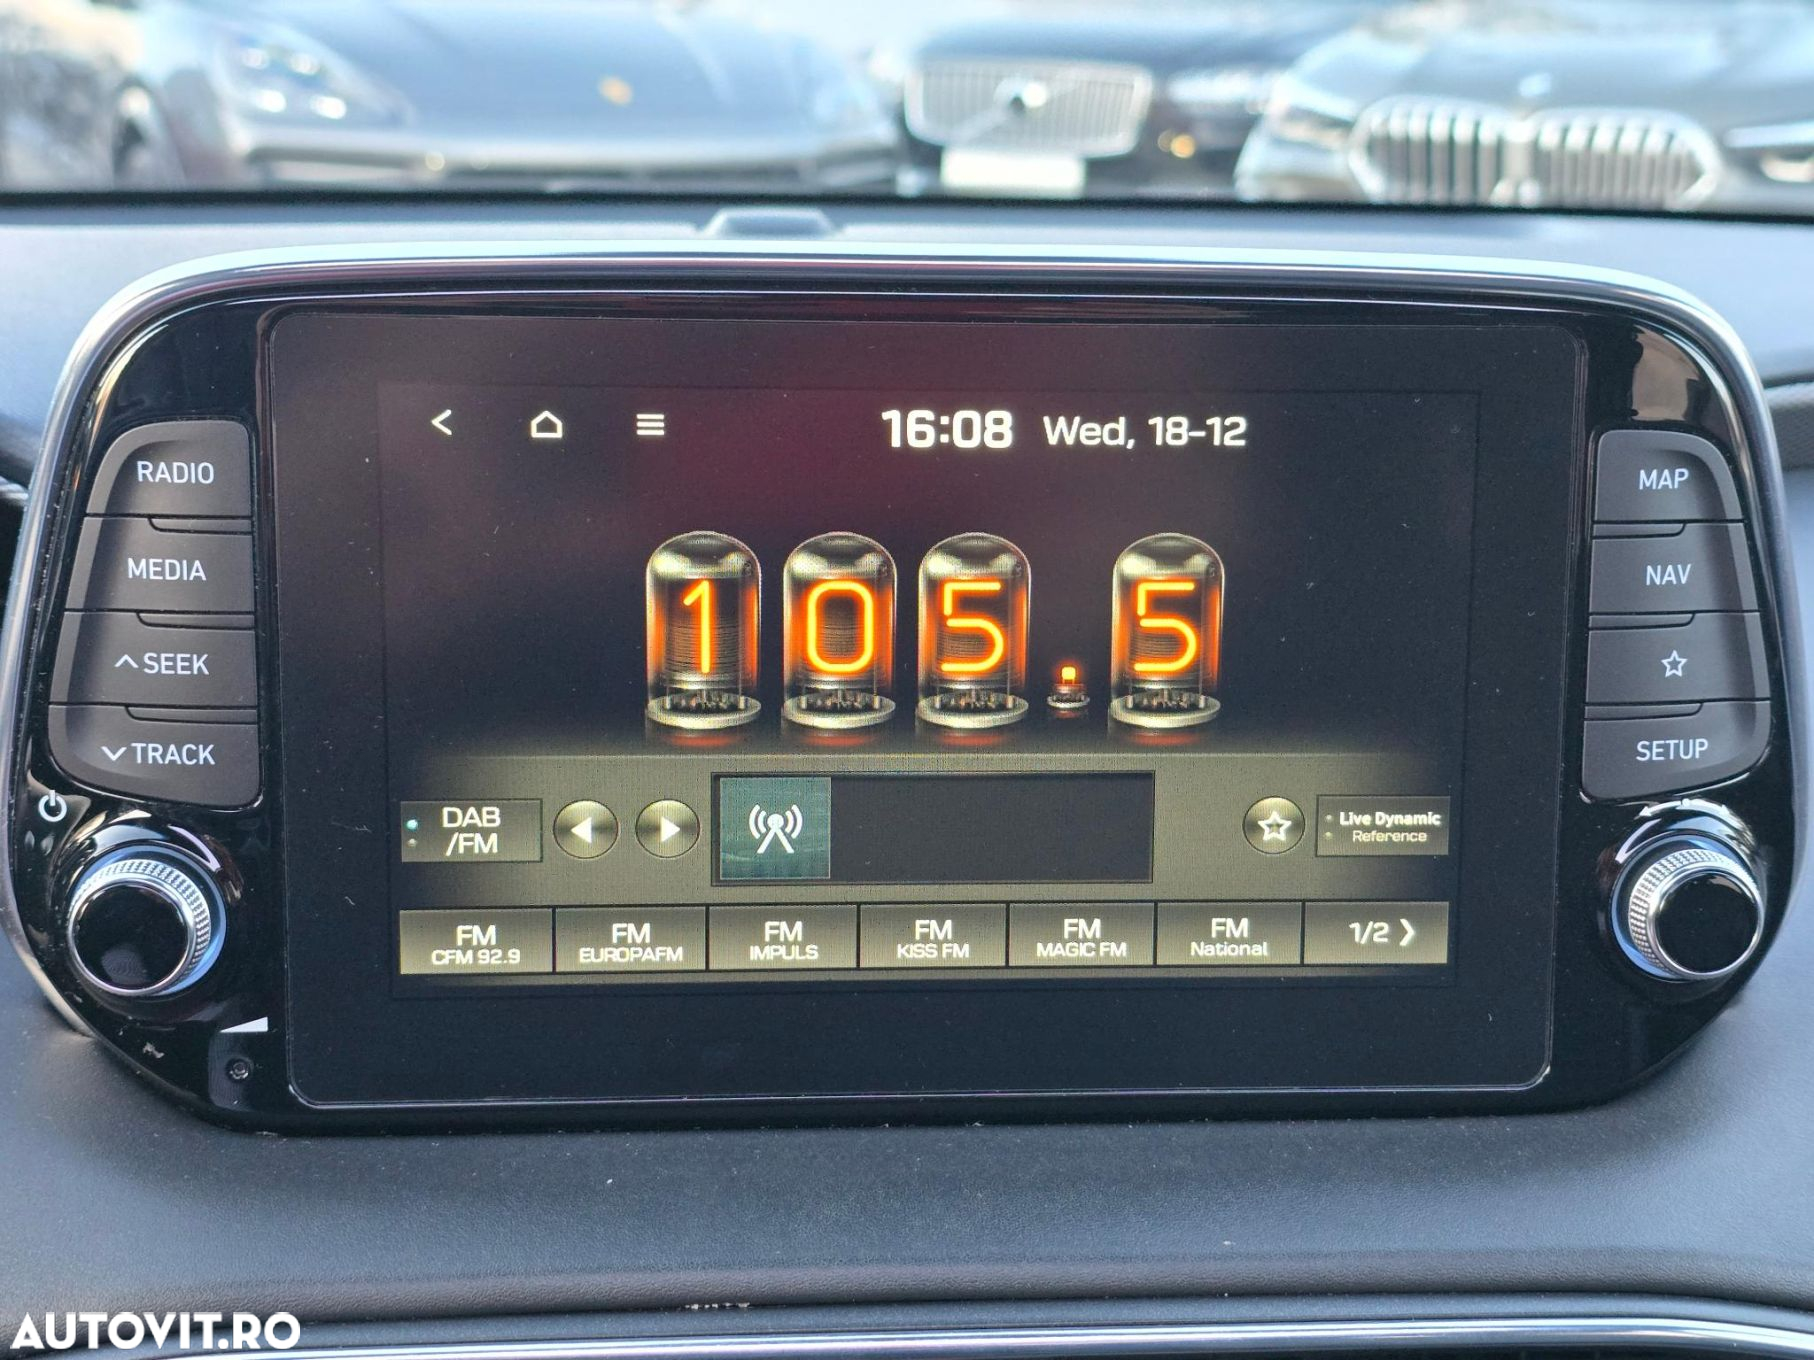 16:08 Wed, 18-12
RADIO
MEDIA
SEEK
TRACK
MAP
NAV
SETUP
105.5
DAB
/FM
Live Dynamic
Reference
FM
CFM 92.9
FM
EUROPAFM
FM
IMPULS
FM
KISS FM
FM
MAGIC FM
FM
National
1/2
AUTOVIT.RO